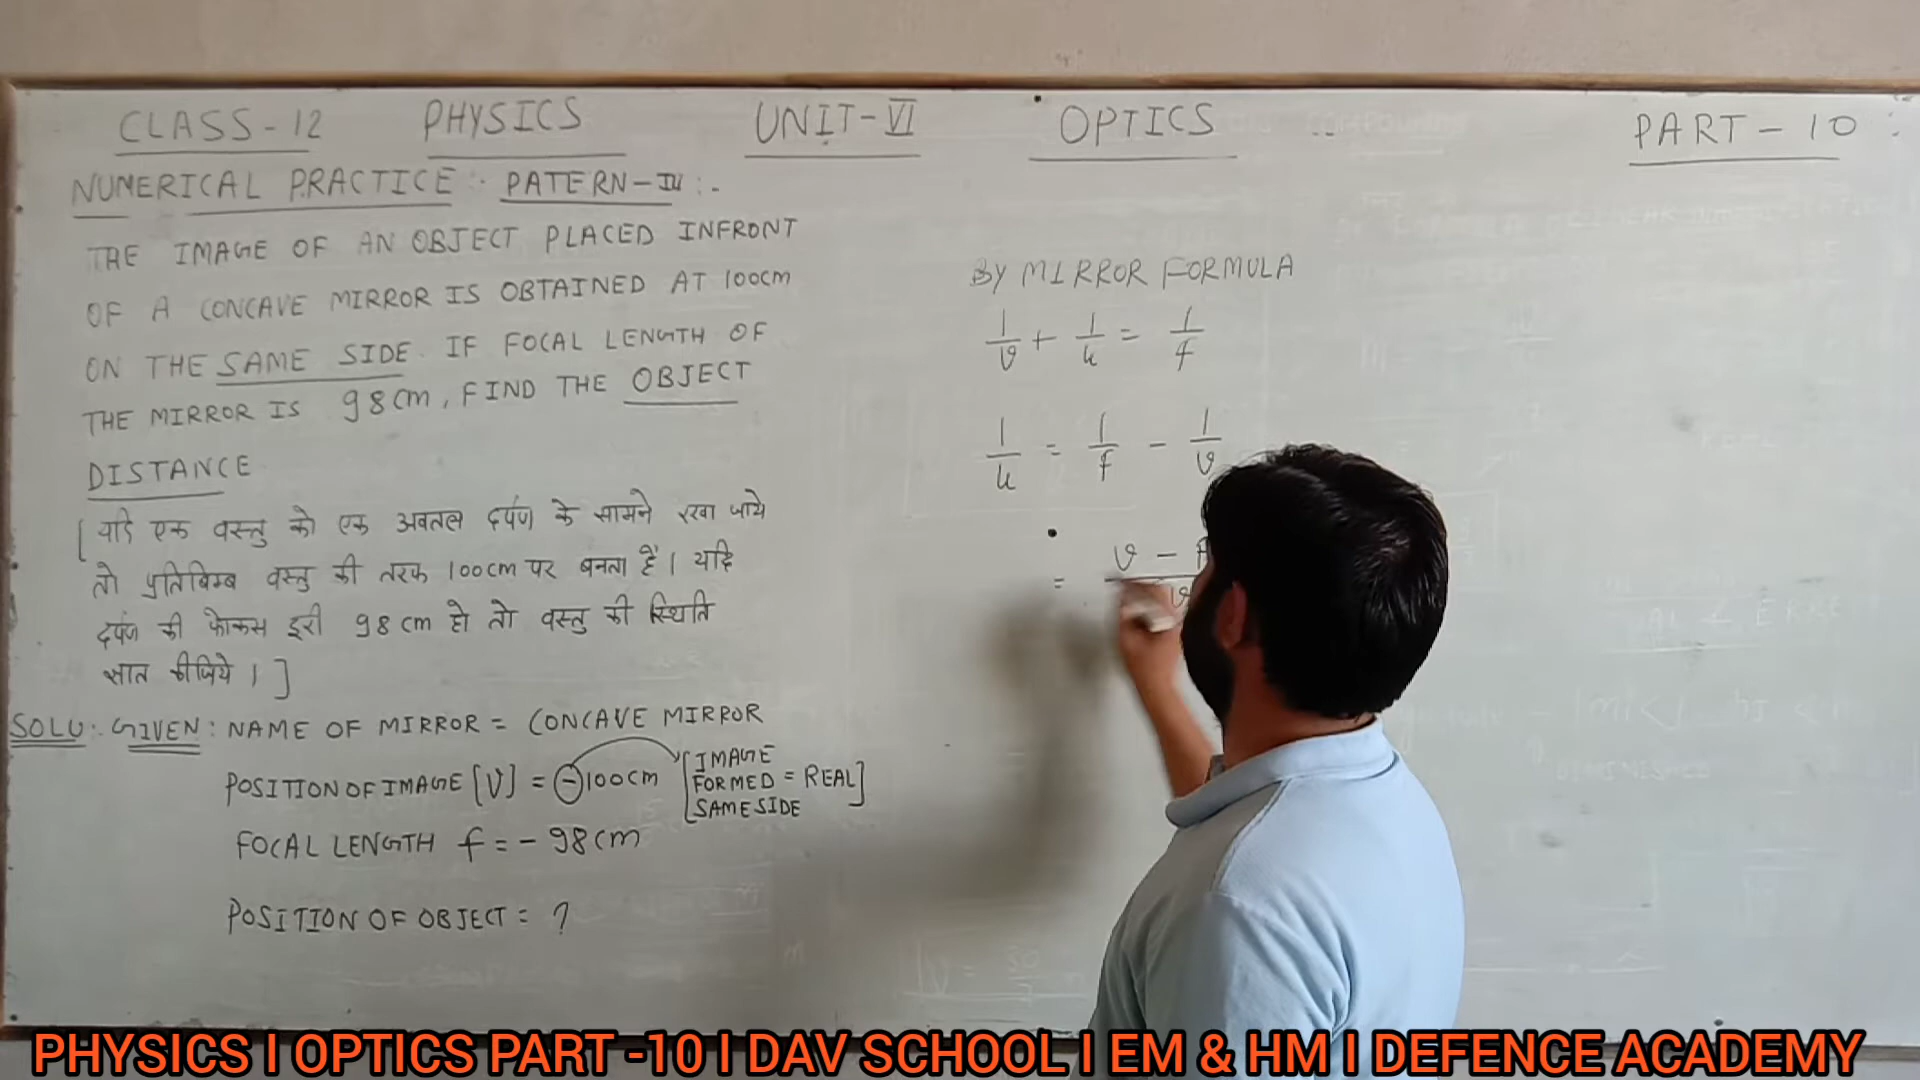 CLASS-12 PHYSICS UNIT-VI OPTICS PART-10:
NUMERICAL PRACTICE:- PATERN-IV:-
THE IMAGE OF AN OBJECT PLACED INFRONT
OF A CONCAVE MIRROR IS OBTAINED AT 100cm
ON THE SAME SIDE. IF FOCAL LENGTH OF
THE MIRROR IS 98cm, FIND THE OBJECT
DISTANCE
[यदि एक वस्तु को एक अवतल दर्पण के सामने रखा जाये
तो प्रतिबिम्ब वस्तु की तरफ 100cm पर बनता है। यदि
दर्पण की फोकस दूरी 98cm हो तो वस्तु की स्थिति
ज्ञात कीजिये।]
SOLU:. GIVEN: NAME OF MIRROR = CONCAVE MIRROR
POSITION OF IMAGE [V] = -100cm [IMAGE
FORMED = REAL]
SAME SIDE
FOCAL LENGTH f = - 98cm
POSITION OF OBJECT = ?
BY MIRROR FORMULA
1/v + 1/u = 1/f
1/u = 1/f - 1/v
= v -
PHYSICS I OPTICS PART -10 I DAV SCHOOL I EM & HM I DEFENCE ACADEMY